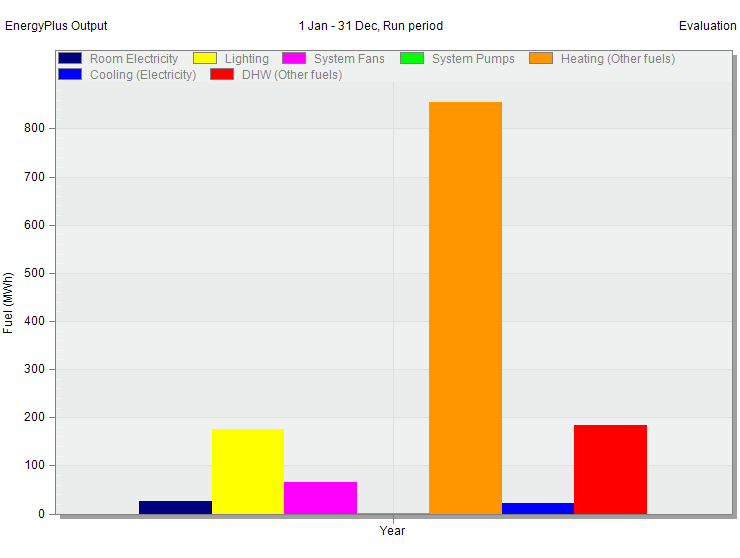 EnergyPlus Output 1 Jan - 31 Dec, Run period Evaluation
Room Electricity Lighting System Fans System Pumps Heating (Other fuels)
Cooling (Electricity) DHW (Other fuels)
800
700
600
500
400
300
200
100
0
Fuel (MWh)
Year